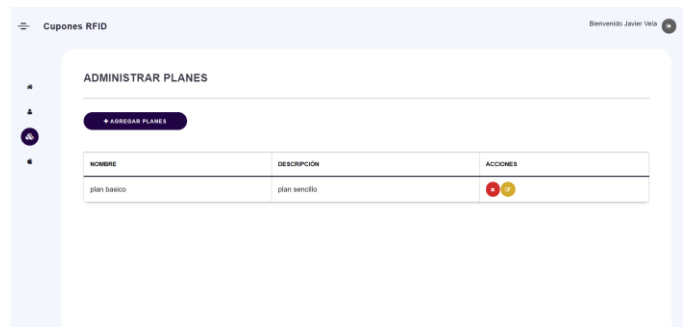 Cupones RFID
Bienvenido Javier Vela
ADMINISTRAR PLANES
+ AGREGAR PLANES
NOMBRE DESCRIPCIÓN ACCIONES
plan basico plan sencillo